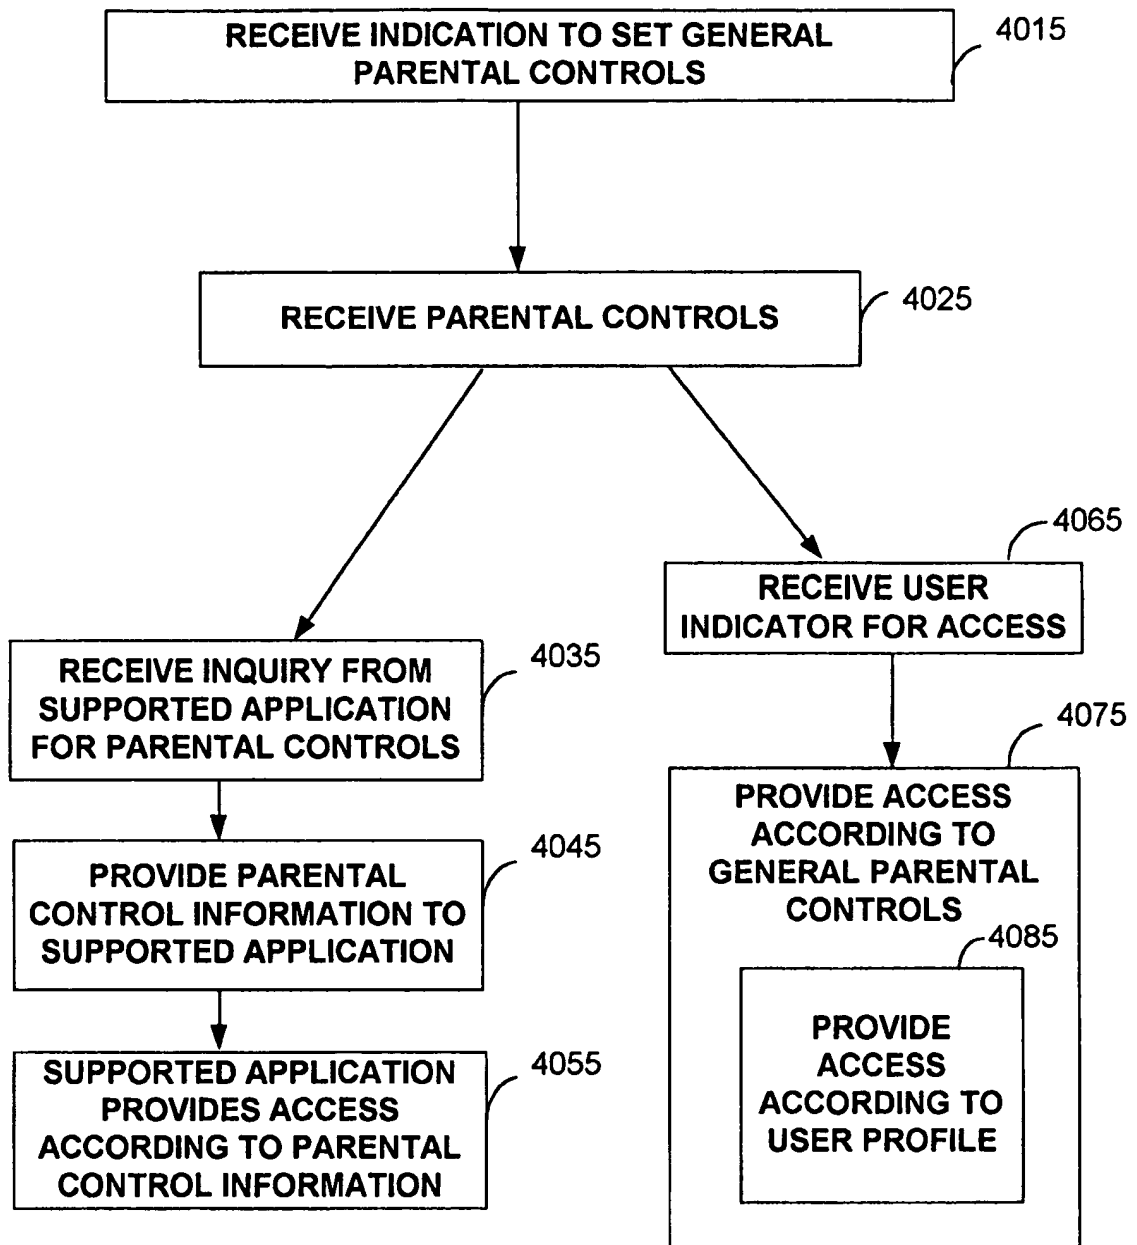 RECEIVE INDICATION TO SET GENERAL
PARENTAL CONTROLS
4015
RECEIVE PARENTAL CONTROLS
4025
RECEIVE INQUIRY FROM
SUPPORTED APPLICATION
FOR PARENTAL CONTROLS
4035
PROVIDE PARENTAL
CONTROL INFORMATION TO
SUPPORTED APPLICATION
4045
SUPPORTED APPLICATION
PROVIDES ACCESS
ACCORDING TO PARENTAL
CONTROL INFORMATION
4055
4065
RECEIVE USER
INDICATOR FOR ACCESS
4075
PROVIDE ACCESS
ACCORDING TO
GENERAL PARENTAL
CONTROLS
4085
PROVIDE
ACCESS
ACCORDING TO
USER PROFILE